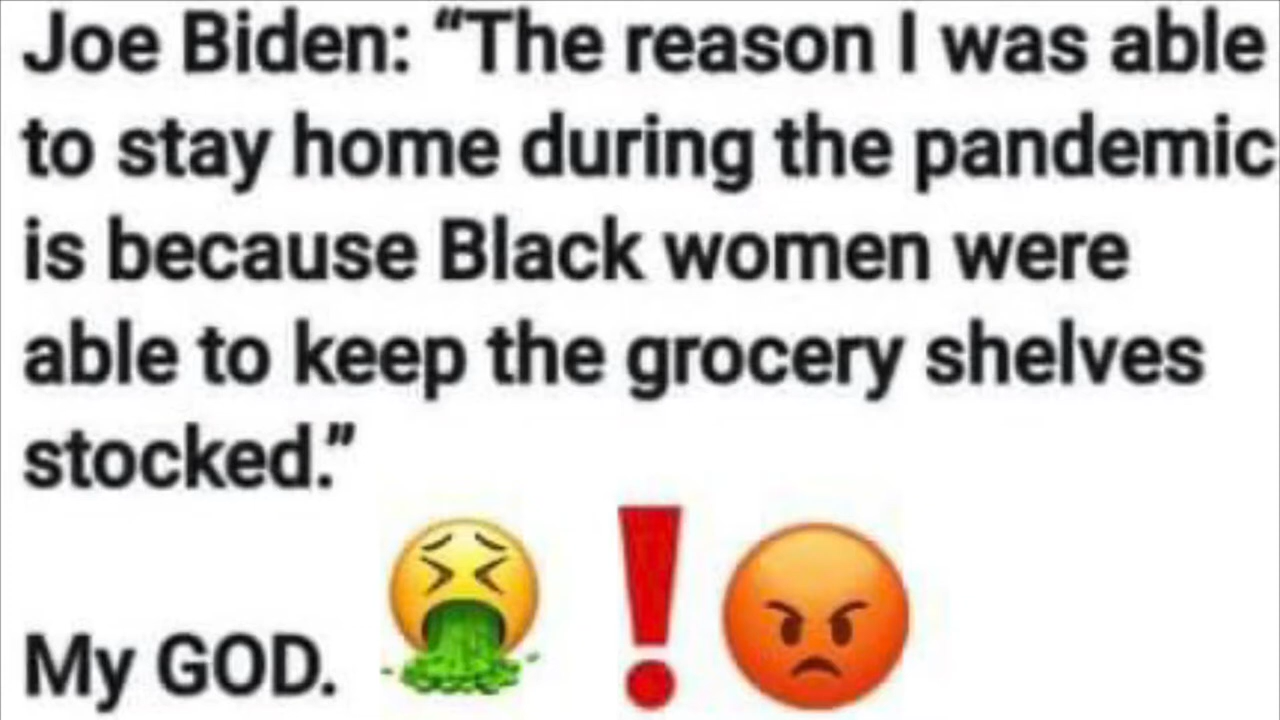 Joe Biden: “The reason I was able
to stay home during the pandemic
is because Black women were
able to keep the grocery shelves
stocked.”
My GOD.